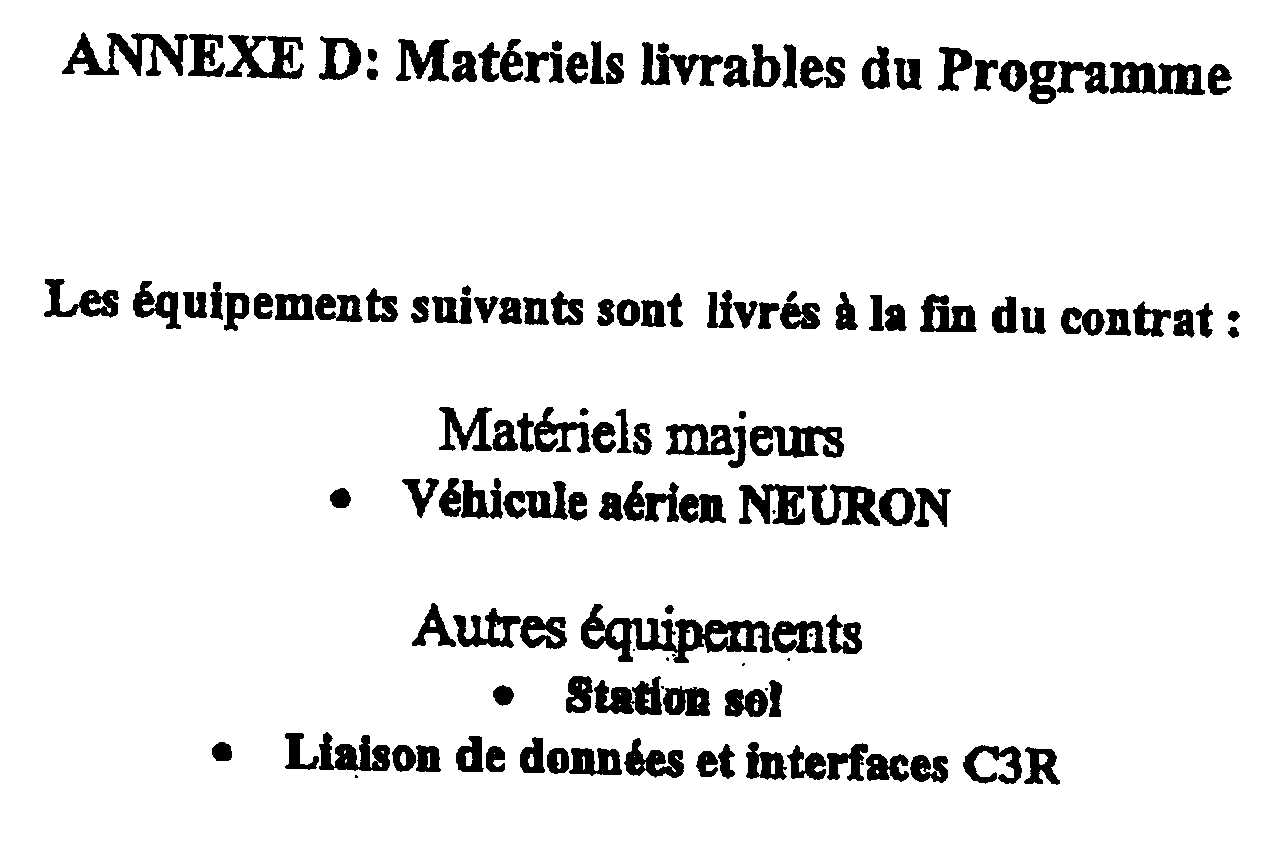 ANNEXE D: Matériels livrables du Programme
Les équipements suivants sont livrés à la fin du contrat :
Matériels majeurs
• Véhicule aérien NEURON
Autres équipements
• Station sol
• Liaison de données et interfaces C3R